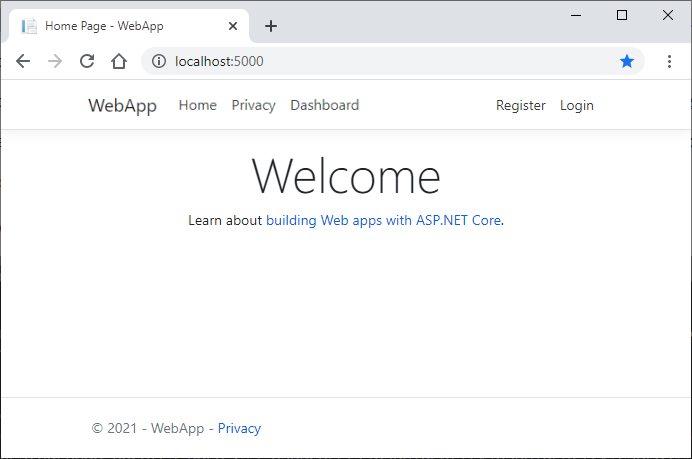 Home Page - WebApp
localhost:5000
WebApp Home Privacy Dashboard Register Login
Welcome
Learn about building Web apps with ASP.NET Core.
© 2021 - WebApp - Privacy